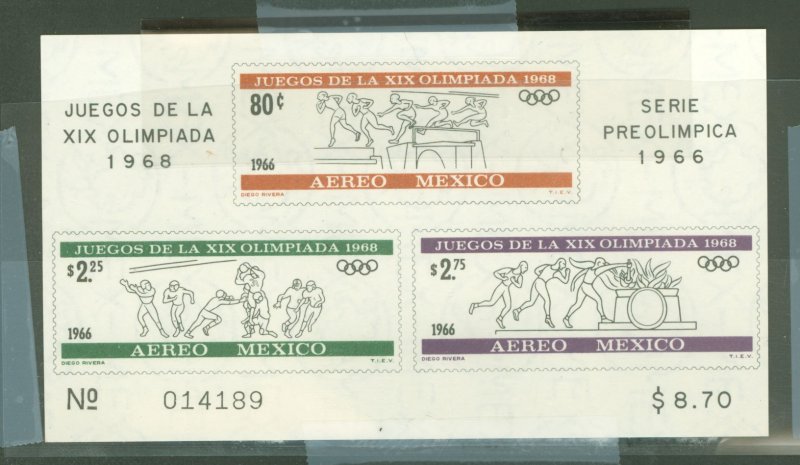 JUEGOS DE LA
XIX OLIMPIADA
1968
JUEGOS DE LA XIX OLIMPIADA 1968
80¢
1966
AEREO MEXICO
DIEGO RIVERA
T.I.E.V.
SERIE
PREOLIMPICA
1966
JUEGOS DE LA XIX OLIMPIADA 1968
$2.25
1966
AEREO MEXICO
DIEGO RIVERA
T.I.E.V.
JUEGOS DE LA XIX OLIMPIADA 1968
$2.75
1966
AEREO MEXICO
DIEGO RIVERA
T.I.E.V.
Nº 014189
$8.70